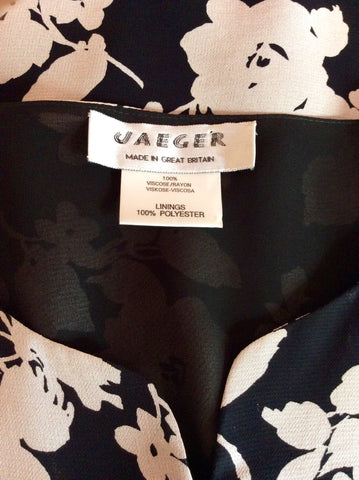 JAEGER
MADE IN GREAT BRITAIN
100%
VISCOSE/RAYON
VISKOSE-VISCOSA
LININGS
100% POLYESTER